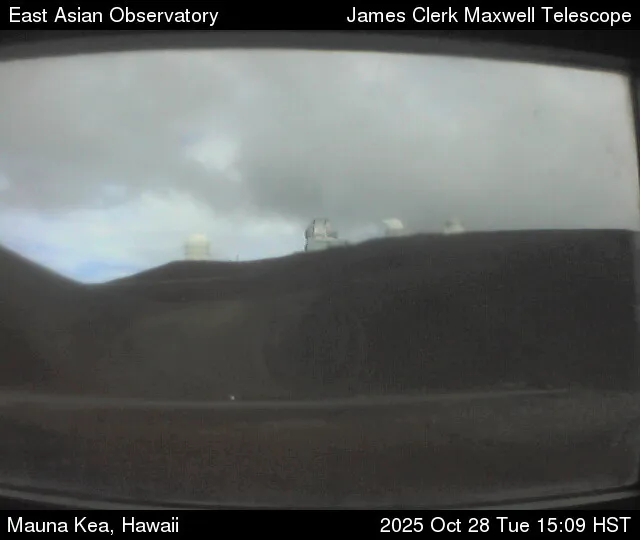 East Asian Observatory
James Clerk Maxwell Telescope
Mauna Kea, Hawaii
2025 Oct 28 Tue 15:09 HST